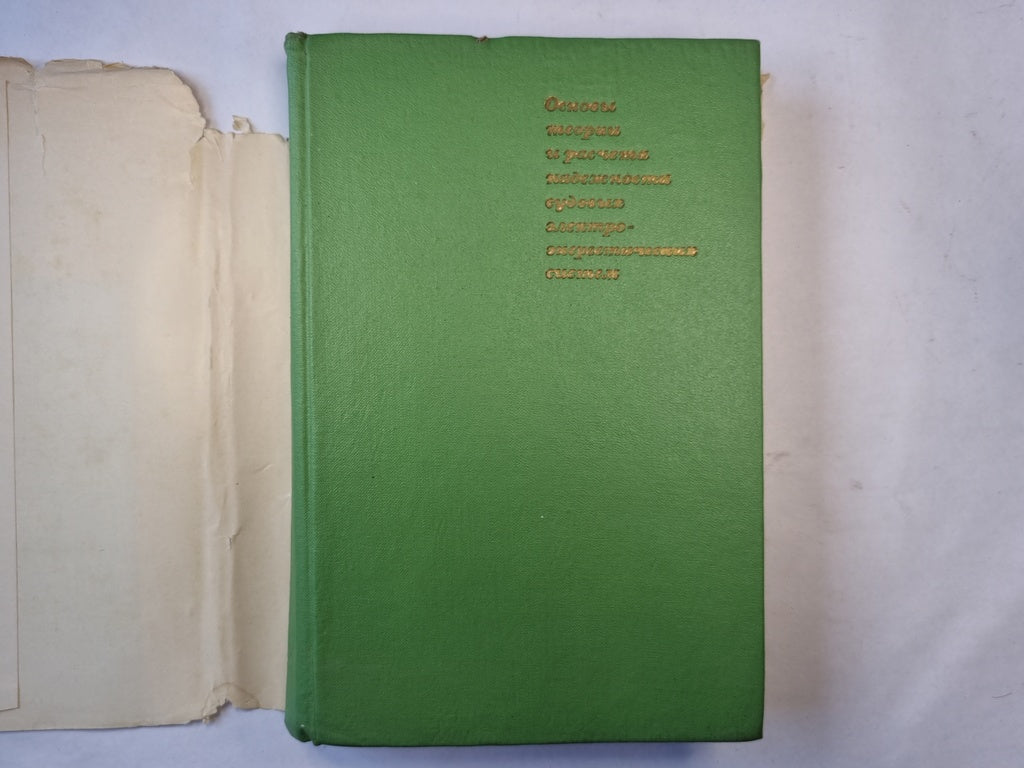 Основы
теории
и расчета
надежности
судовых
электро-
энергетических
систем